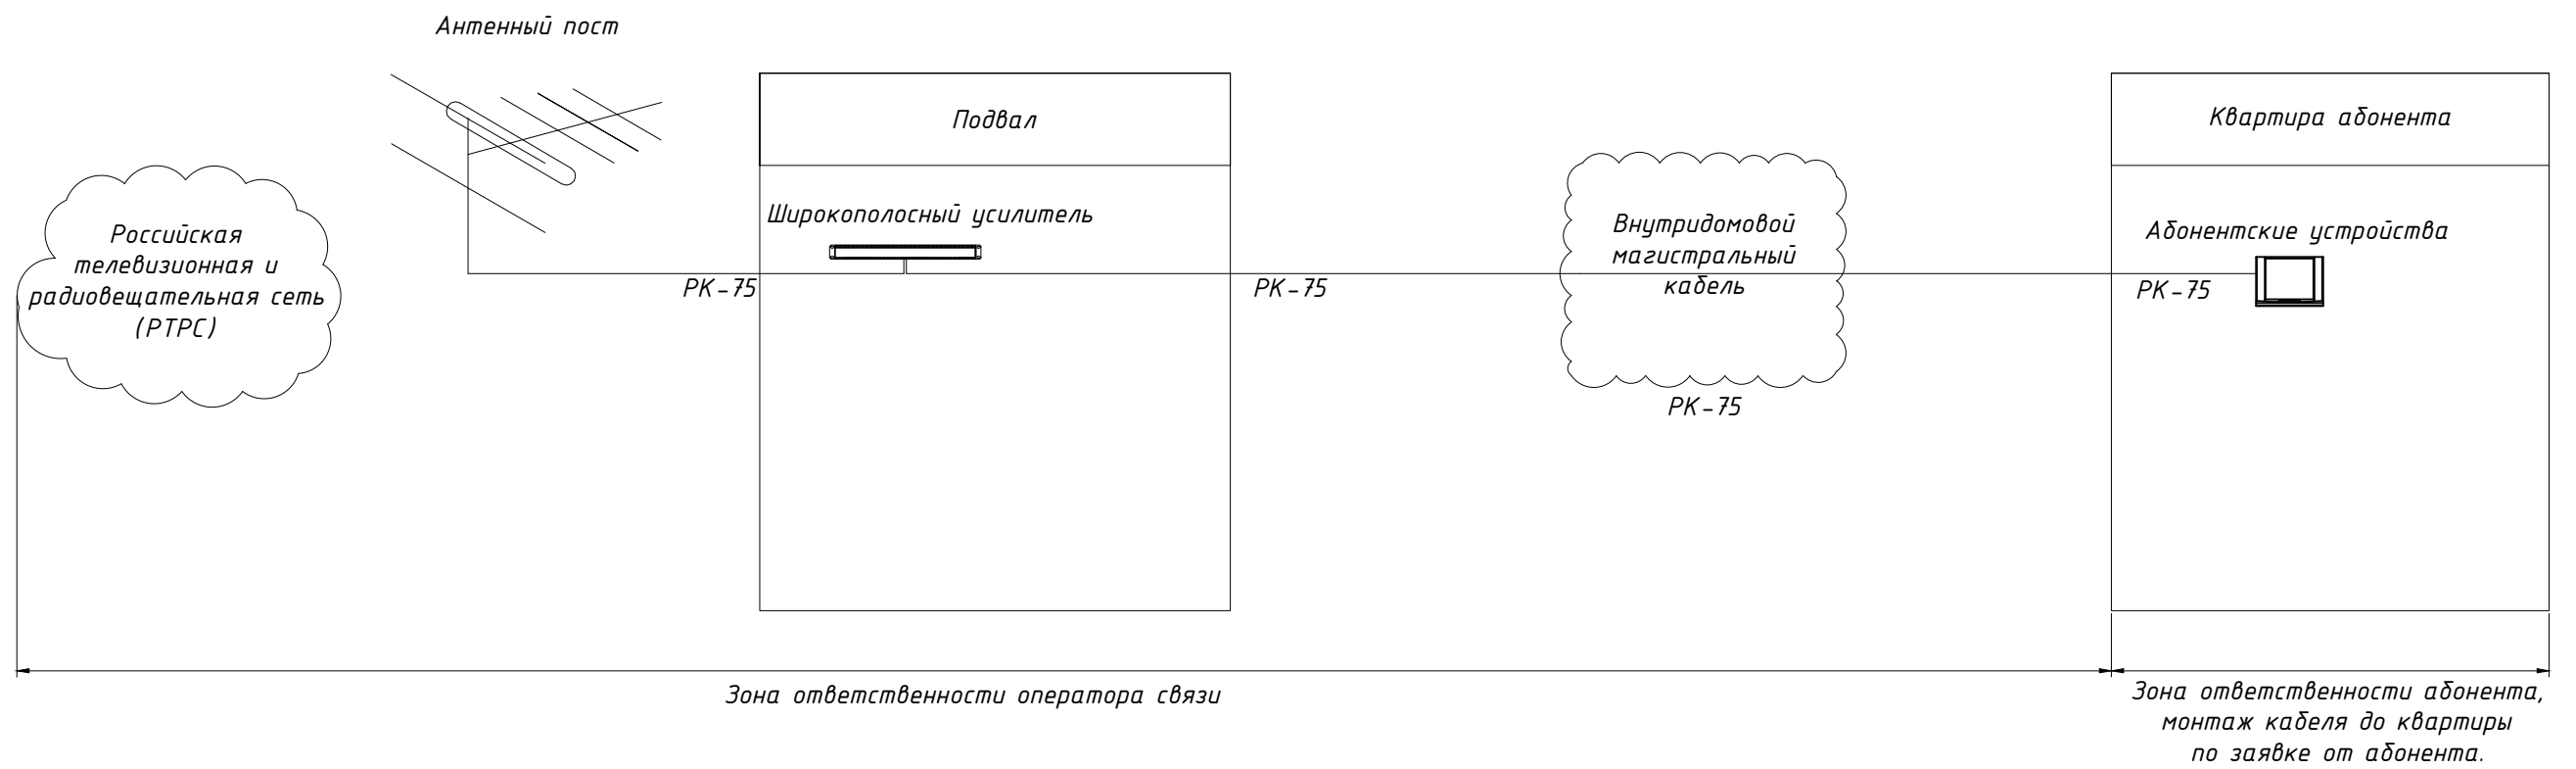 Антенный пост
Подвал
Квартира абонента
Российская
телевизионная и
радиовещательная сеть
(РТРС)
Широкополосный усилитель
Внутридомовой
магистральный
кабель
Абонентские устройства
РК-75
РК-75
РК-75
РК-75
Зона ответственности оператора связи
Зона ответственности абонента,
монтаж кабеля до квартиры
по заявке от абонента.